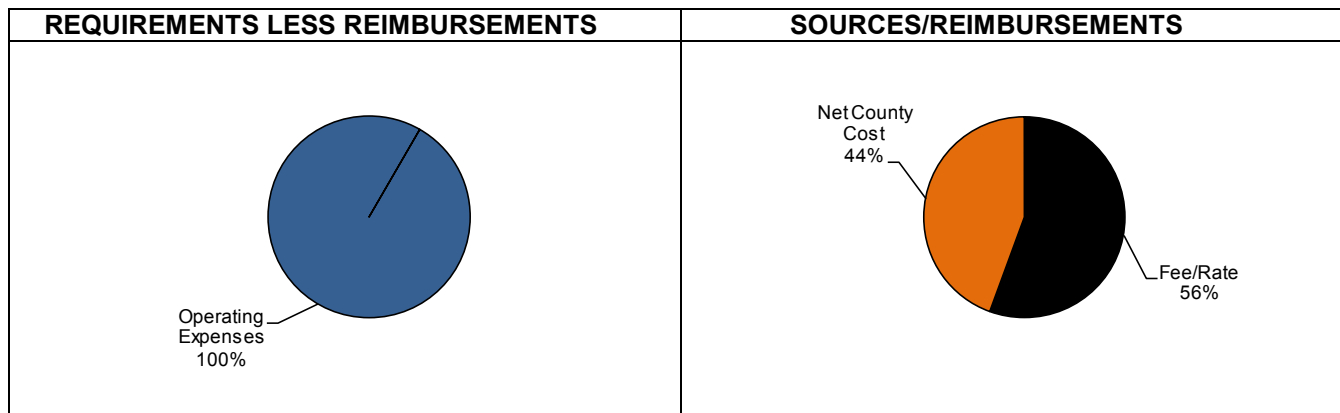 REQUIREMENTS LESS REIMBURSEMENTS
Operating
Expenses
100%
SOURCES/REIMBURSEMENTS
Net County
Cost
44%
Fee/Rate
56%